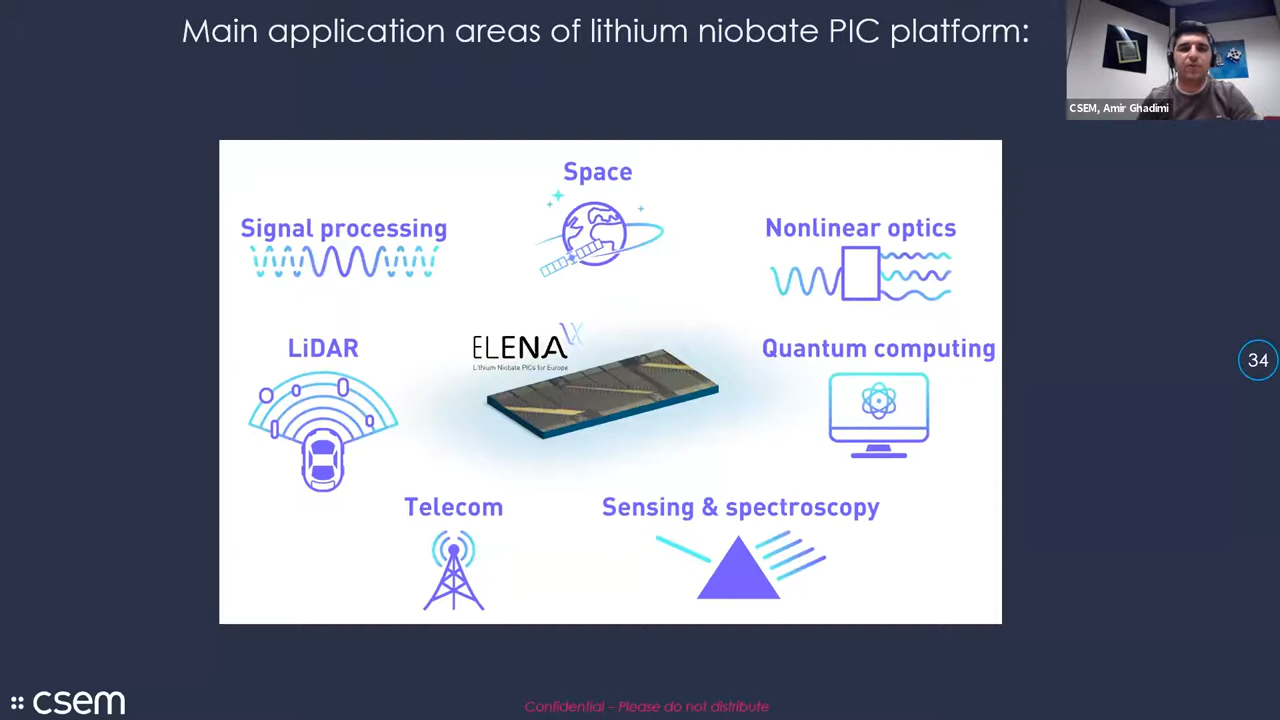 Main application areas of lithium niobate PIC platform:
CSEM, Amir Ghadimi
Space
Signal processing
Nonlinear optics
ELENA
Lithium Niobate PICs for Europe
LiDAR
Quantum computing
34
Telecom
Sensing & spectroscopy
csem
Confidential – Please do not distribute